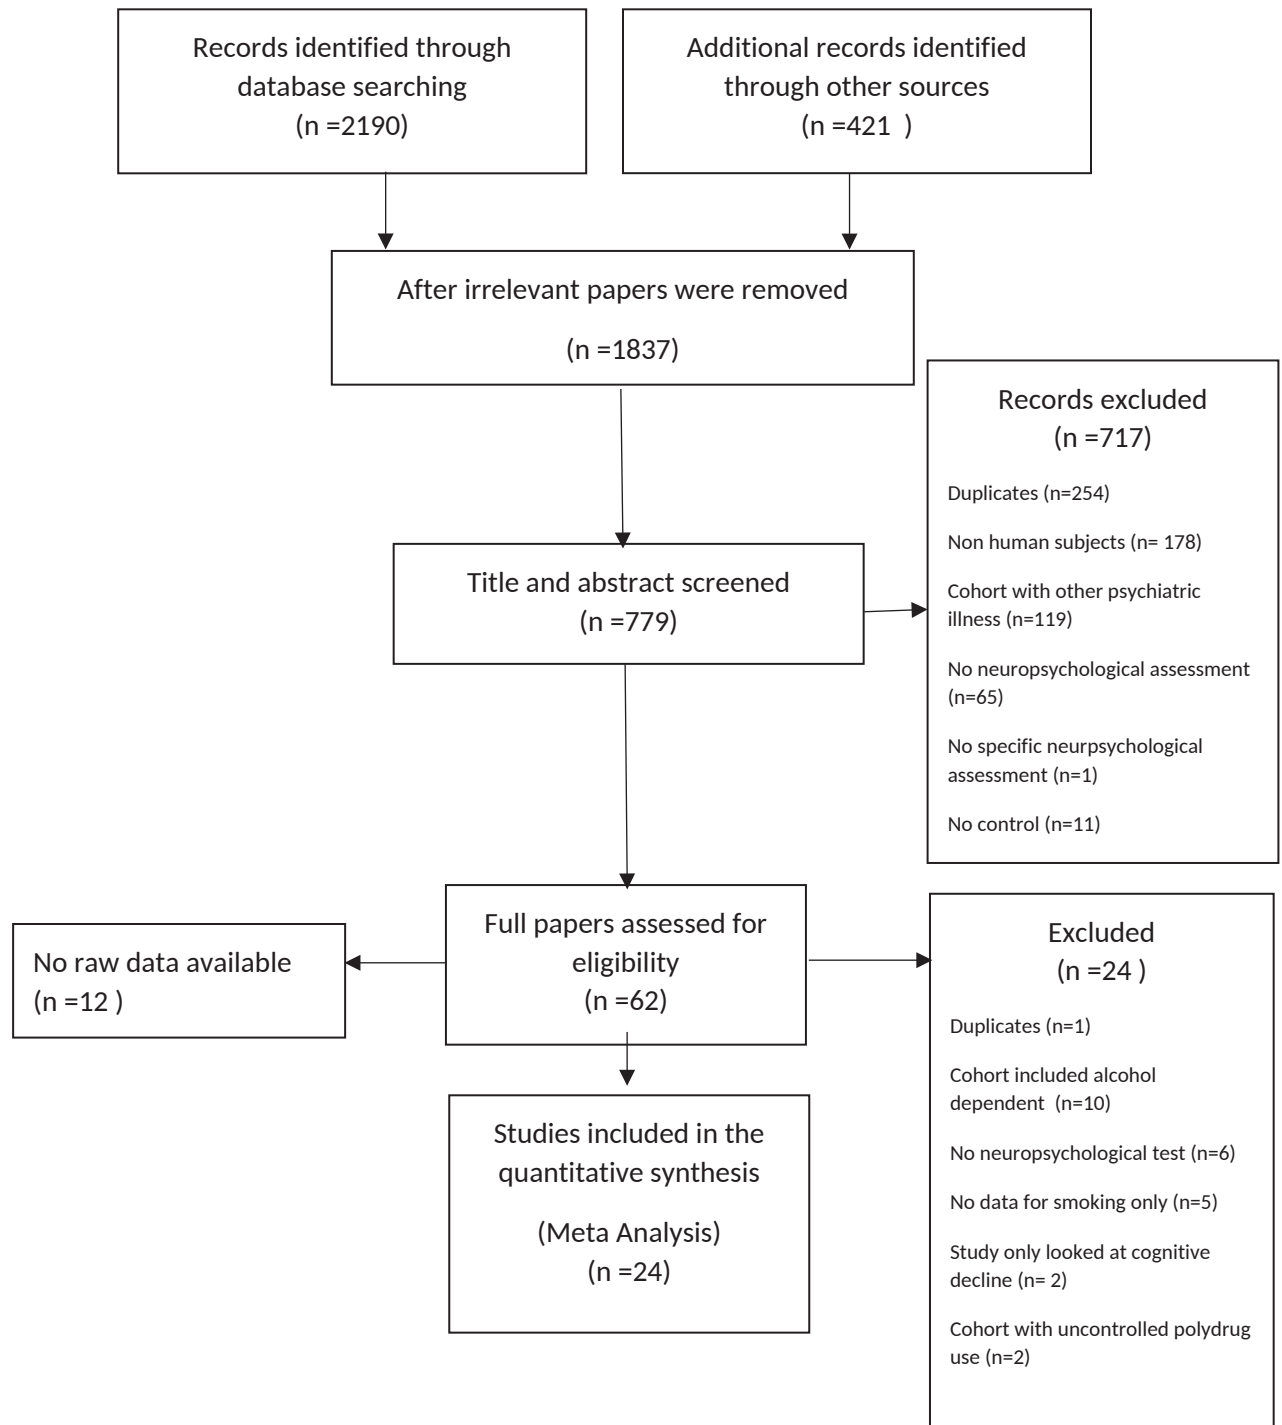 Records identified through
database searching
(n =2190)
Additional records identified
through other sources
(n =421  )
After irrelevant papers were removed
(n =1837)
Records excluded
(n =717)
Duplicates (n=254)
Non human subjects (n= 178)
Cohort with other psychiatric
illness (n=119)
No neuropsychological assessment
(n=65)
No specific neurpsychological
assessment (n=1)
No control (n=11)
Title and abstract screened
(n =779)
Full papers assessed for
eligibility
(n =62)
No raw data available
(n =12 )
Excluded
(n =24 )
Duplicates (n=1)
Cohort included alcohol
dependent  (n=10)
No neuropsychological test (n=6)
No data for smoking only (n=5)
Study only looked at cognitive
decline (n= 2)
Cohort with uncontrolled polydrug
use (n=2)
Studies included in the
quantitative synthesis
(Meta Analysis)
(n =24)